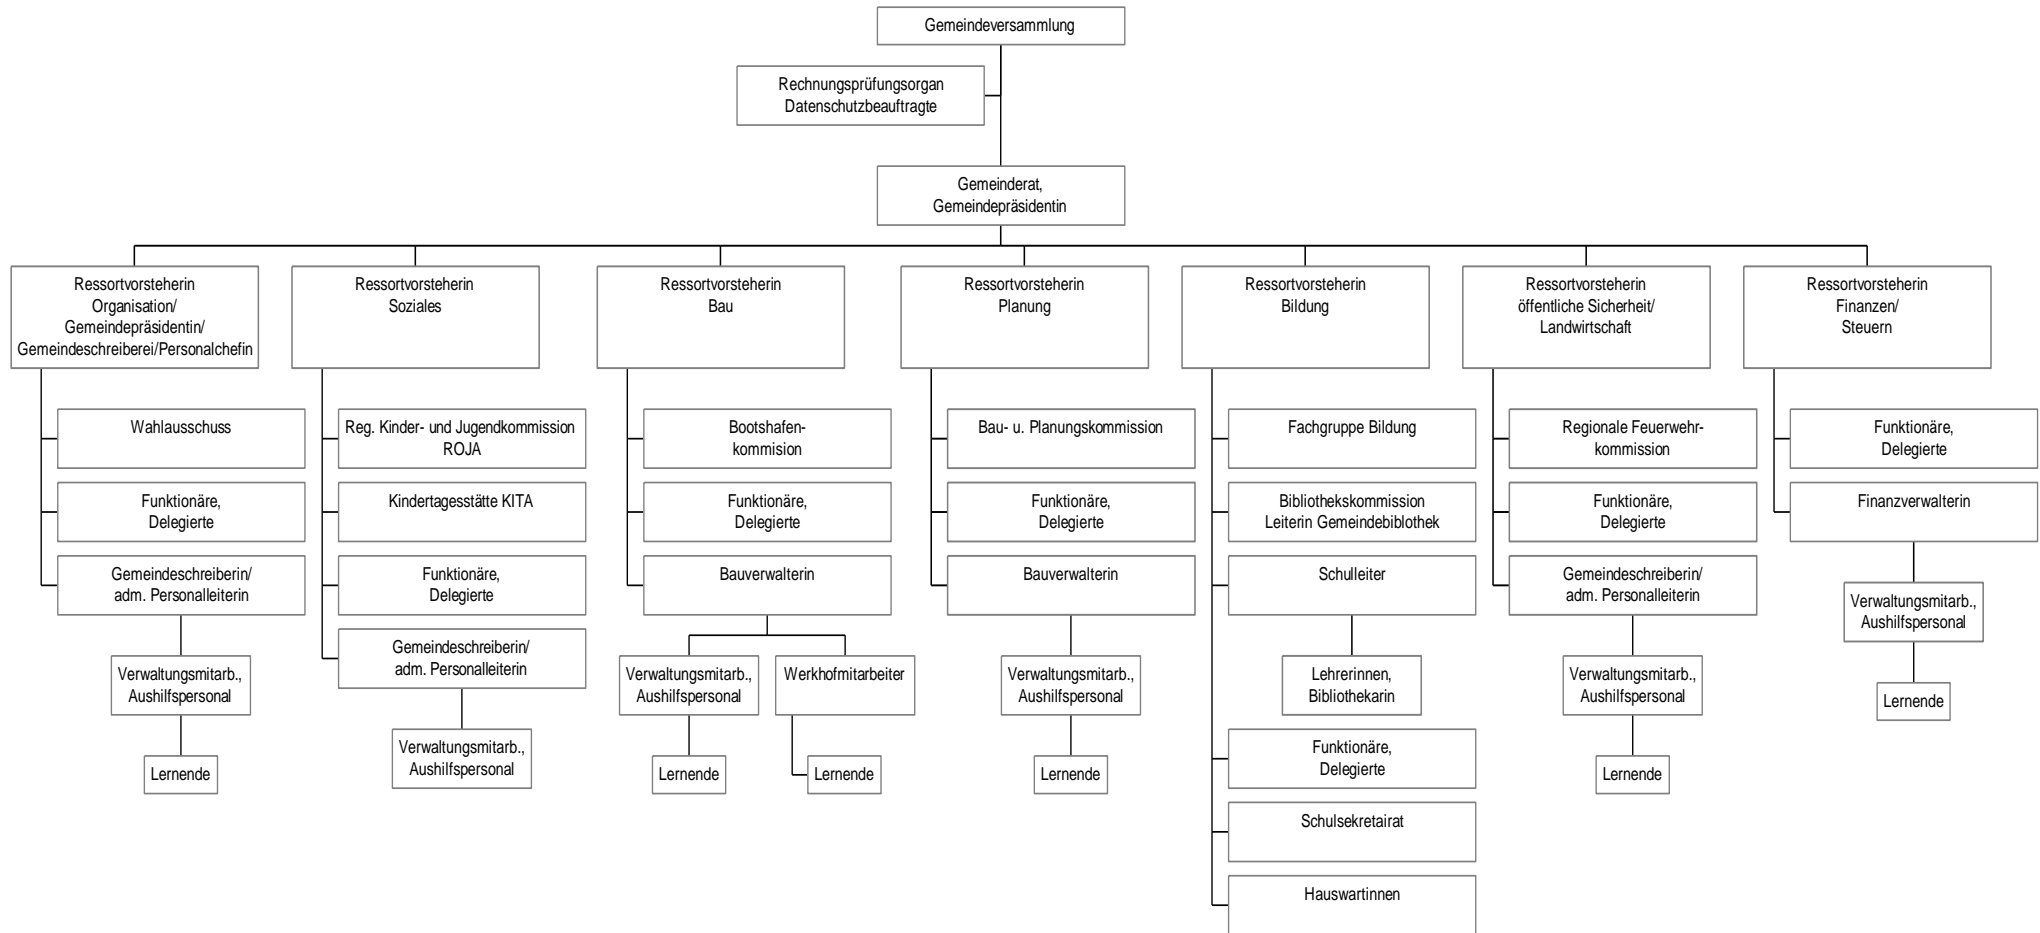 Gemeindeversammlung
Rechnungsprüfungsorgan
Datenschutzbeauftragte
Gemeinderat,
Gemeindepräsidentin
Ressortvorsteherin
Organisation/
Gemeindepräsidentin/
Gemeindeschreiberei/Personalchefin
Wahlausschuss
Funktionäre,
Delegierte
Gemeindeschreiberin/
adm. Personalleiterin
Verwaltungsmitarb.,
Aushilfspersonal
Lernende
Ressortvorsteherin
Soziales
Reg. Kinder- und Jugendkommission
ROJA
Kindertagesstätte KITA
Funktionäre,
Delegierte
Gemeindeschreiberin/
adm. Personalleiterin
Verwaltungsmitarb.,
Aushilfspersonal
Ressortvorsteherin
Bau
Bootshafen-
kommision
Funktionäre,
Delegierte
Bauverwalterin
Verwaltungsmitarb.,
Aushilfspersonal
Lernende
Werkhofmitarbeiter
Lernende
Ressortvorsteherin
Planung
Bau- u. Planungskommission
Funktionäre,
Delegierte
Bauverwalterin
Verwaltungsmitarb.,
Aushilfspersonal
Lernende
Ressortvorsteherin
Bildung
Fachgruppe Bildung
Bibliothekskommission
Leiterin Gemeindebiblothek
Schulleiter
Lehrerinnen,
Bibliothekarin
Funktionäre,
Delegierte
Schulsekretairat
Hauswartinnen
Ressortvorsteherin
öffentliche Sicherheit/
Landwirtschaft
Regionale Feuerwehr-
kommission
Funktionäre,
Delegierte
Gemeindeschreiberin/
adm. Personalleiterin
Verwaltungsmitarb.,
Aushilfspersonal
Lernende
Ressortvorsteherin
Finanzen/
Steuern
Funktionäre,
Delegierte
Finanzverwalterin
Verwaltungsmitarb.,
Aushilfspersonal
Lernende